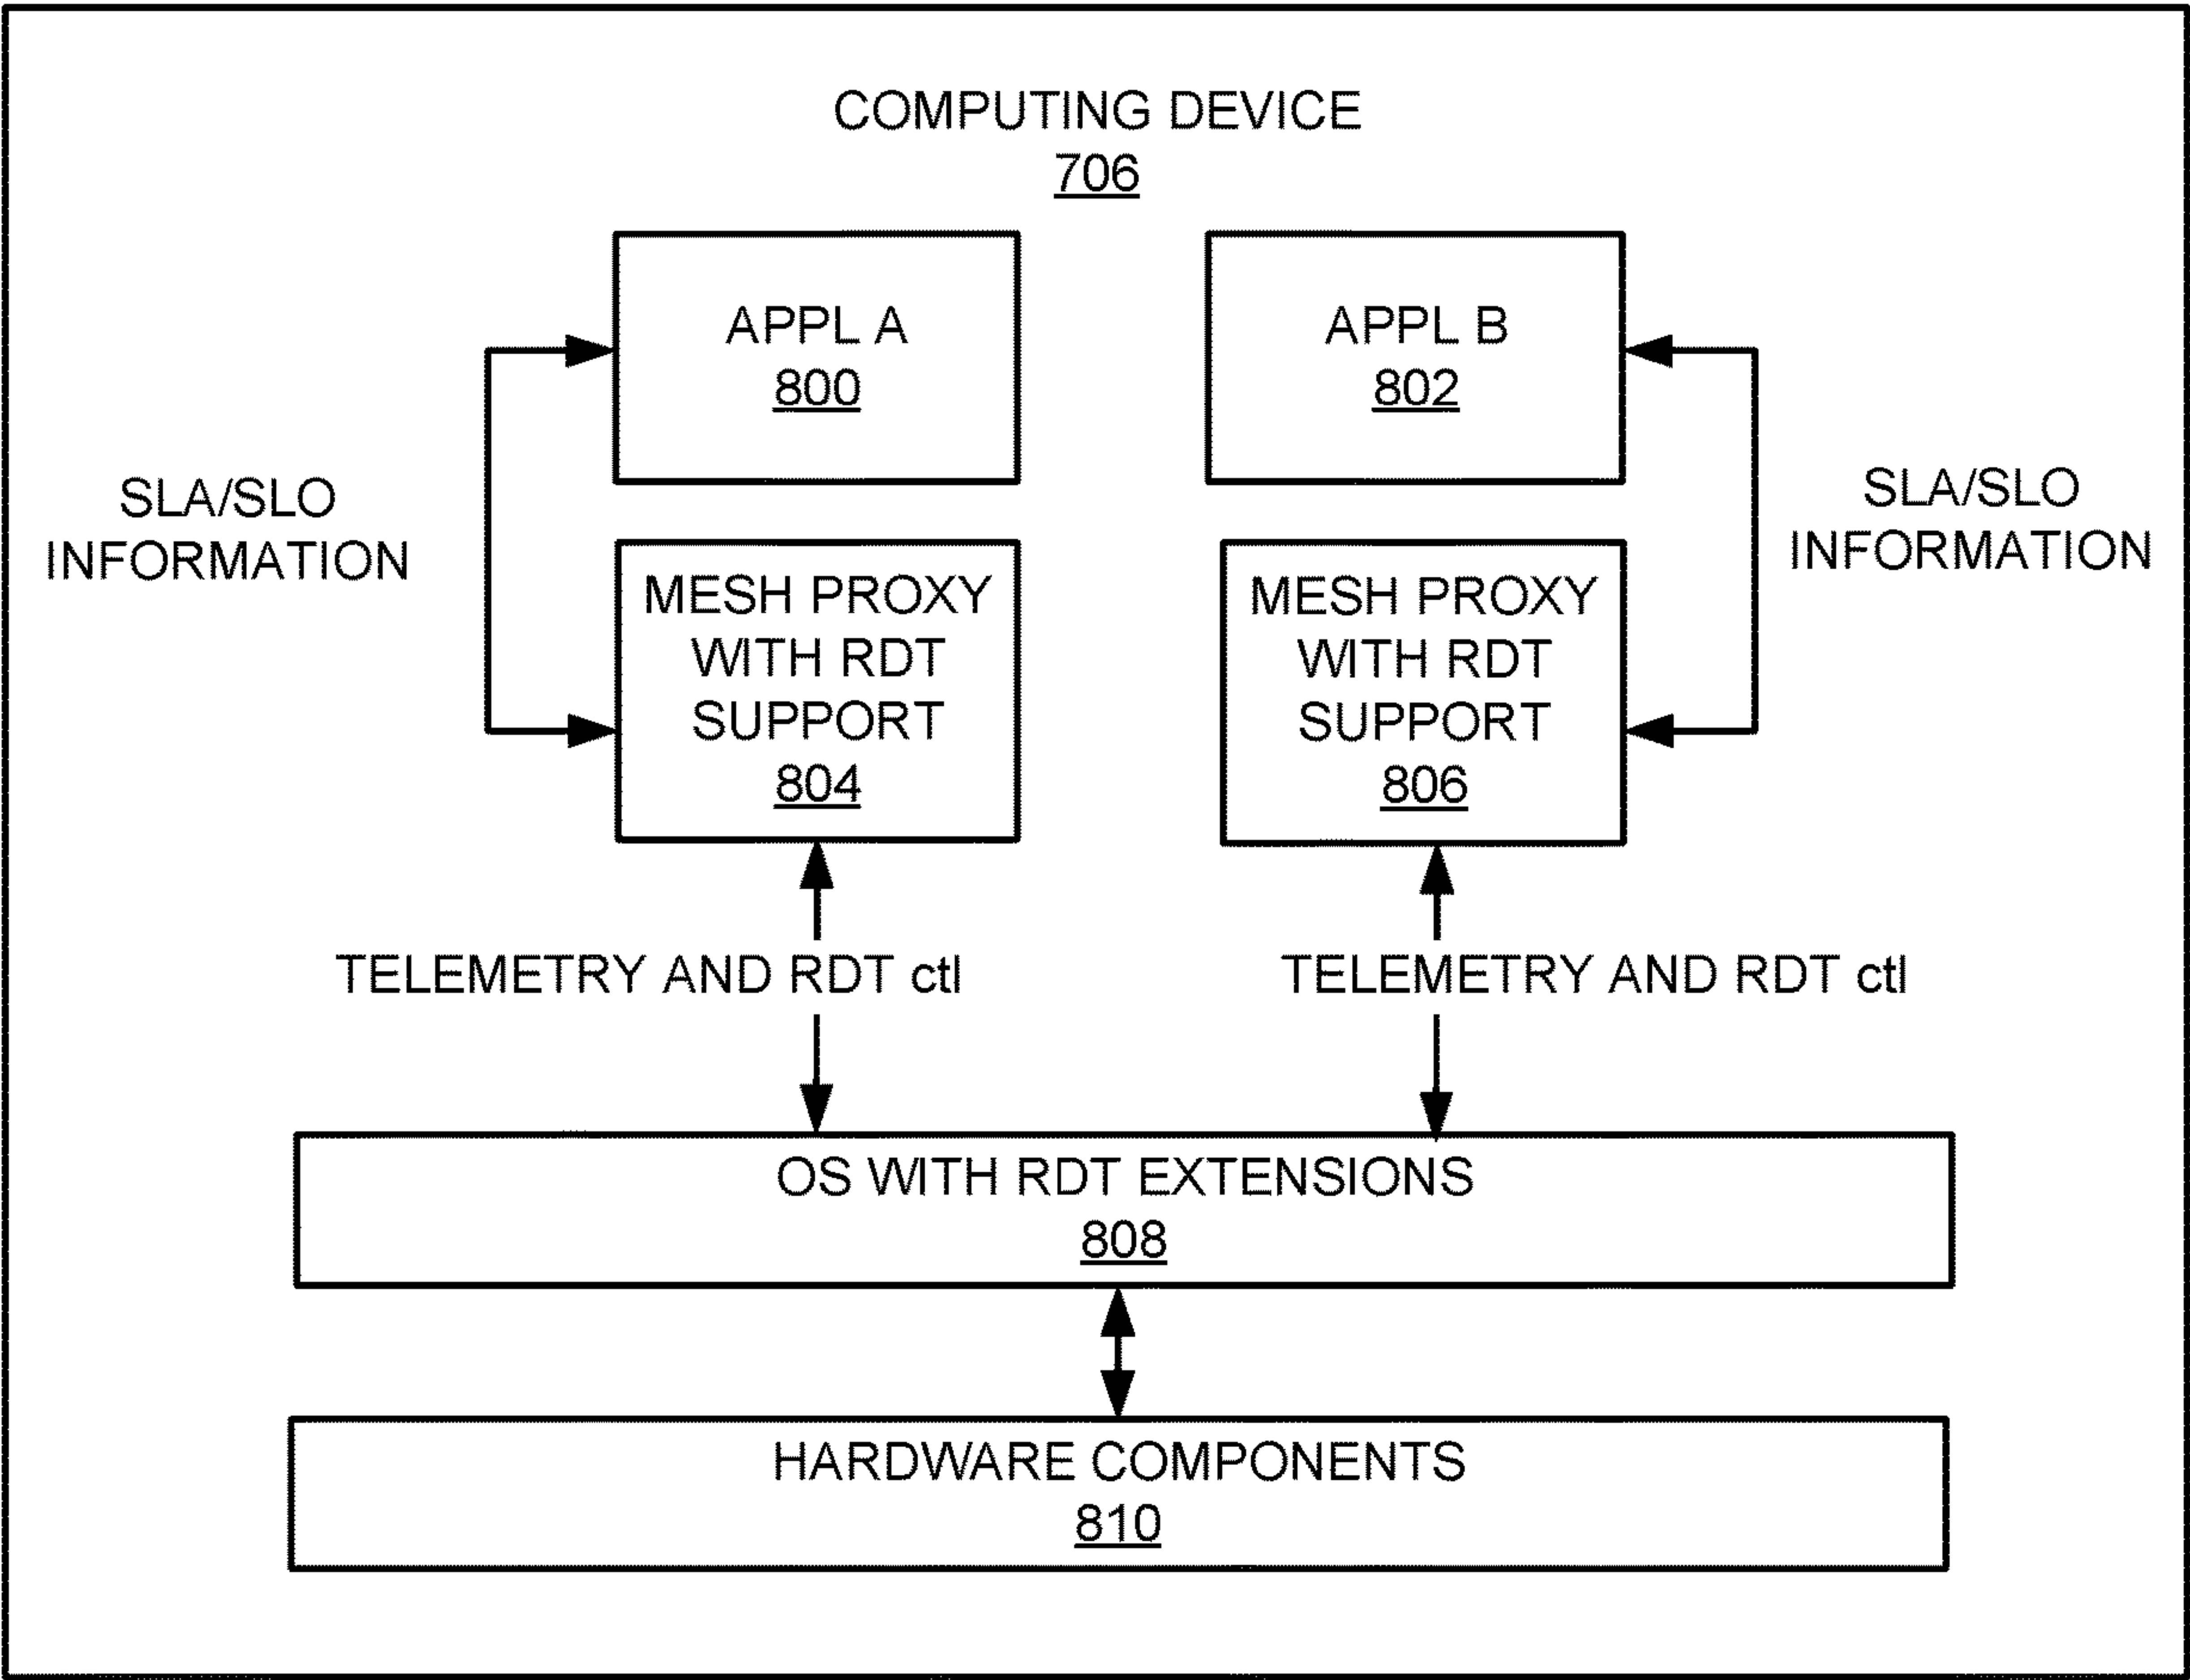 COMPUTING DEVICE
706
APPL A
800
APPL B
802
SLA/SLO
INFORMATION
SLA/SLO
INFORMATION
MESH PROXY
WITH RDT
SUPPORT
804
MESH PROXY
WITH RDT
SUPPORT
806
TELEMETRY AND RDT ctl
TELEMETRY AND RDT ctl
OS WITH RDT EXTENSIONS
808
HARDWARE COMPONENTS
810